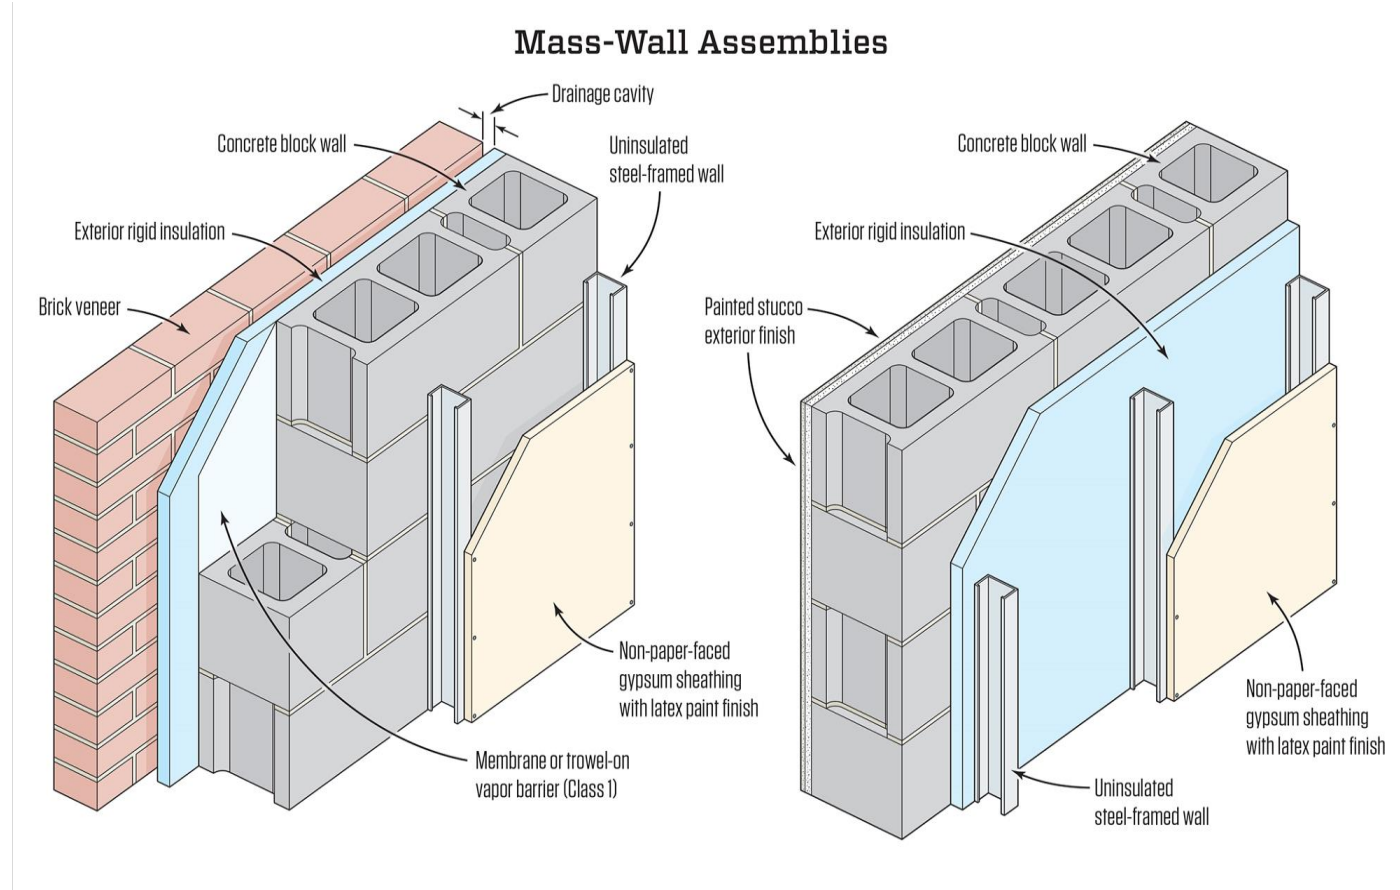 Mass-Wall Assemblies
Drainage cavity
Concrete block wall
Uninsulated
steel-framed wall
Exterior rigid insulation
Brick veneer
Non-paper-faced
gypsum sheathing
with latex paint finish
Membrane or trowel-on
vapor barrier (Class 1)
Concrete block wall
Exterior rigid insulation
Painted stucco
exterior finish
Non-paper-faced
gypsum sheathing
with latex paint finish
Uninsulated
steel-framed wall